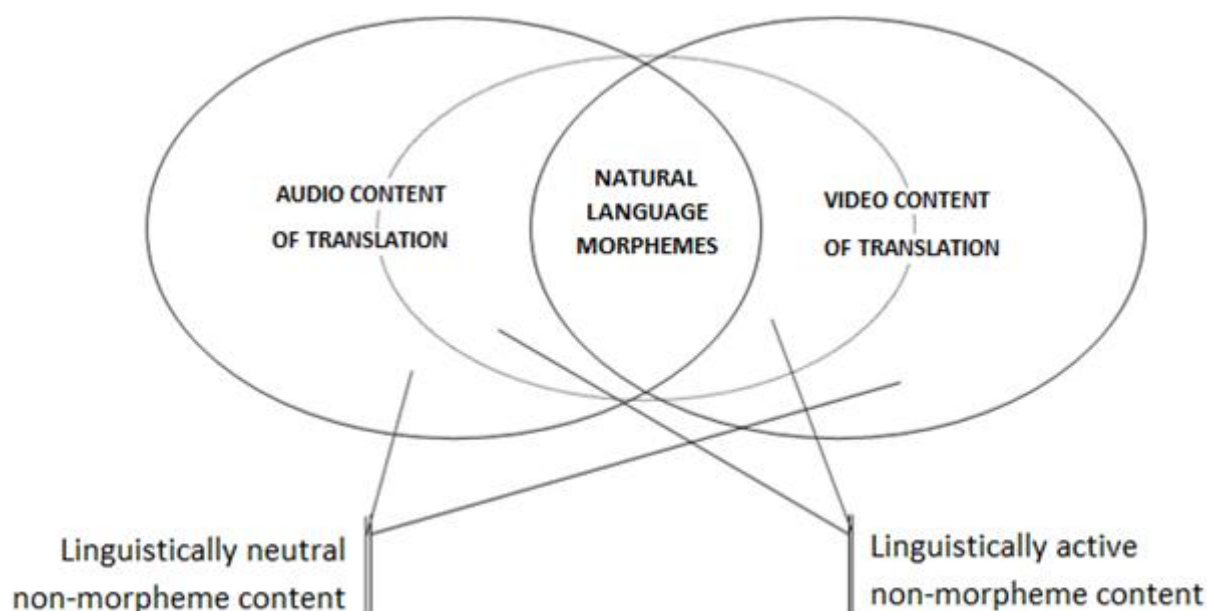 AUDIO CONTENT
OF TRANSLATION
NATURAL
LANGUAGE
MORPHEMES
VIDEO CONTENT
OF TRANSLATION
Linguistically neutral
non-morpheme content
Linguistically active
non-morpheme content